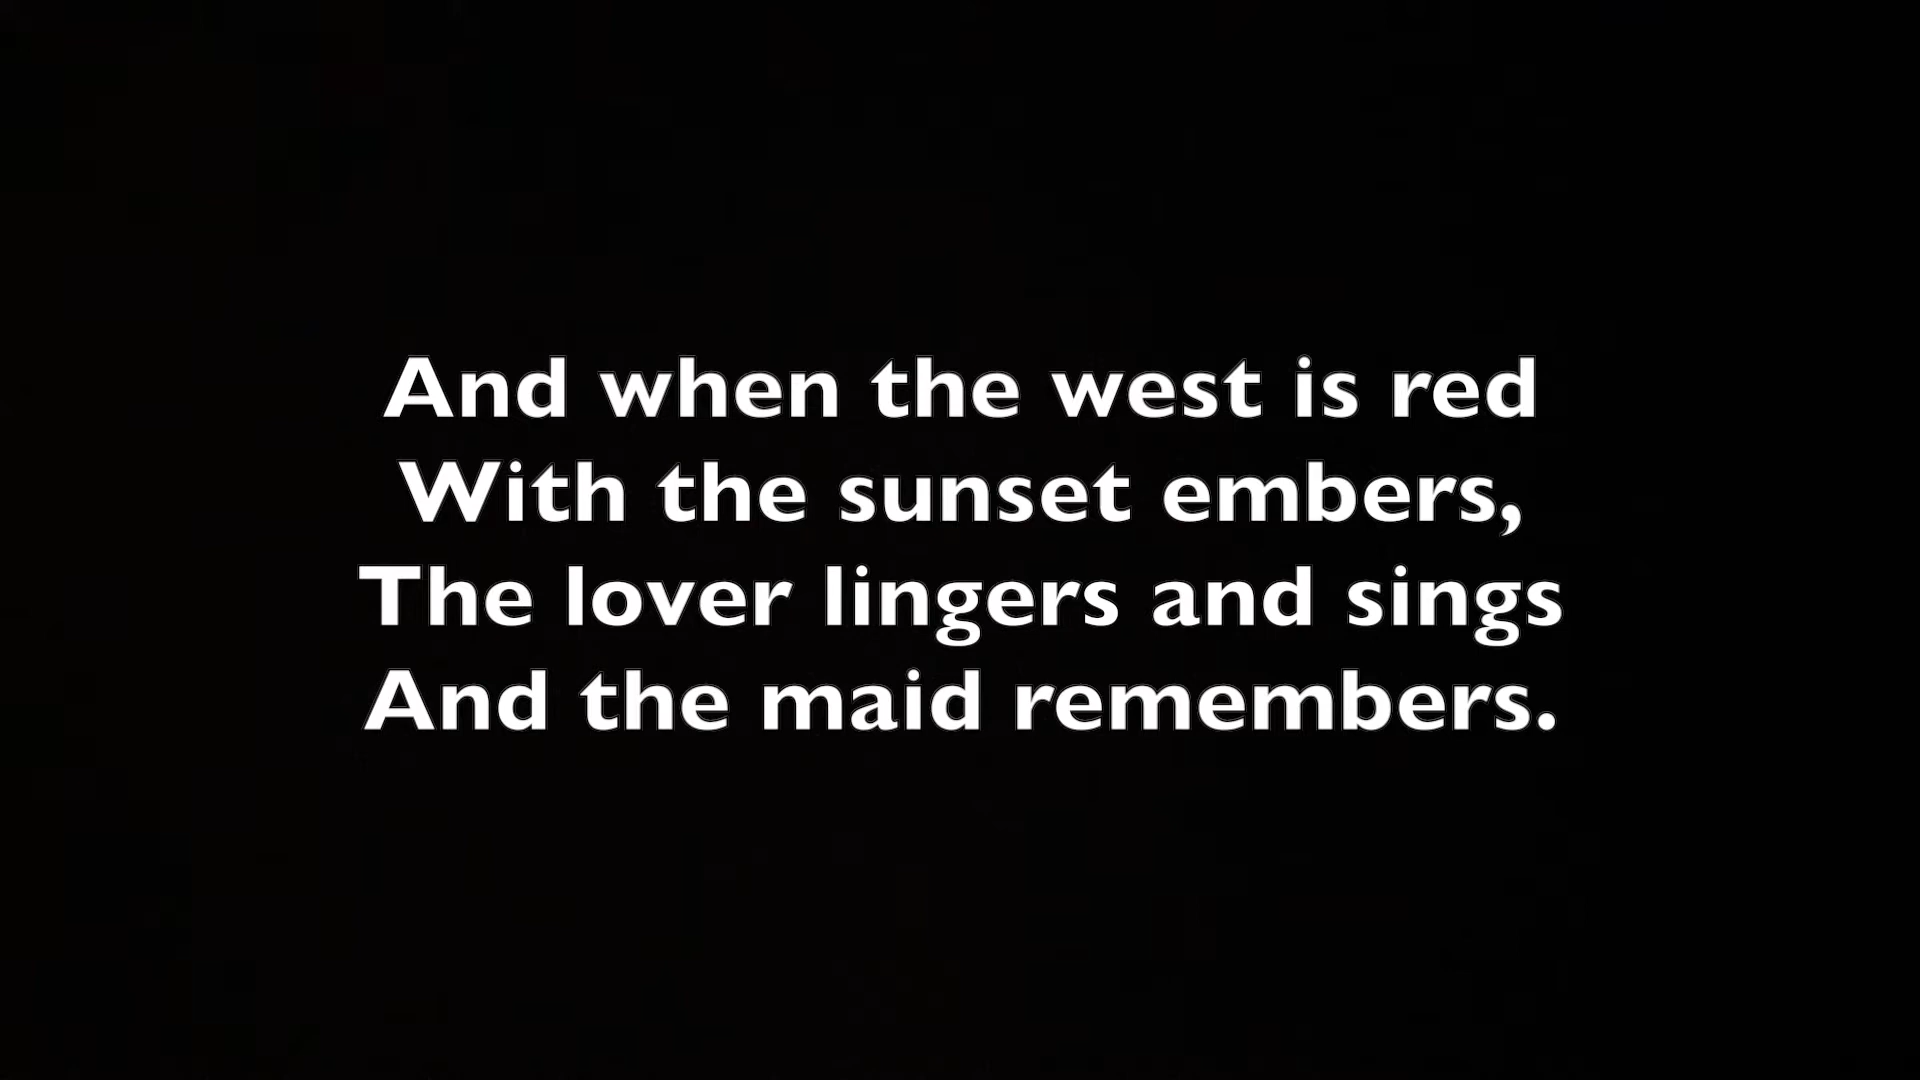 And when the west is red
With the sunset embers,
The lover lingers and sings
And the maid remembers.